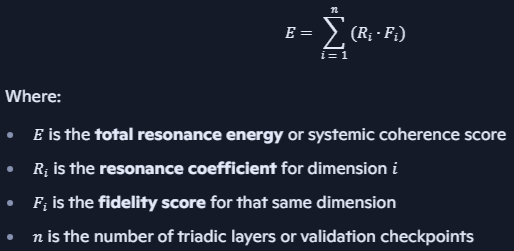 E = \sum_{i=1}^{n} (R_i · F_i)
Where:
• E is the total resonance energy or systemic coherence score
• R_i is the resonance coefficient for dimension i
• F_i is the fidelity score for that same dimension
• n is the number of triadic layers or validation checkpoints